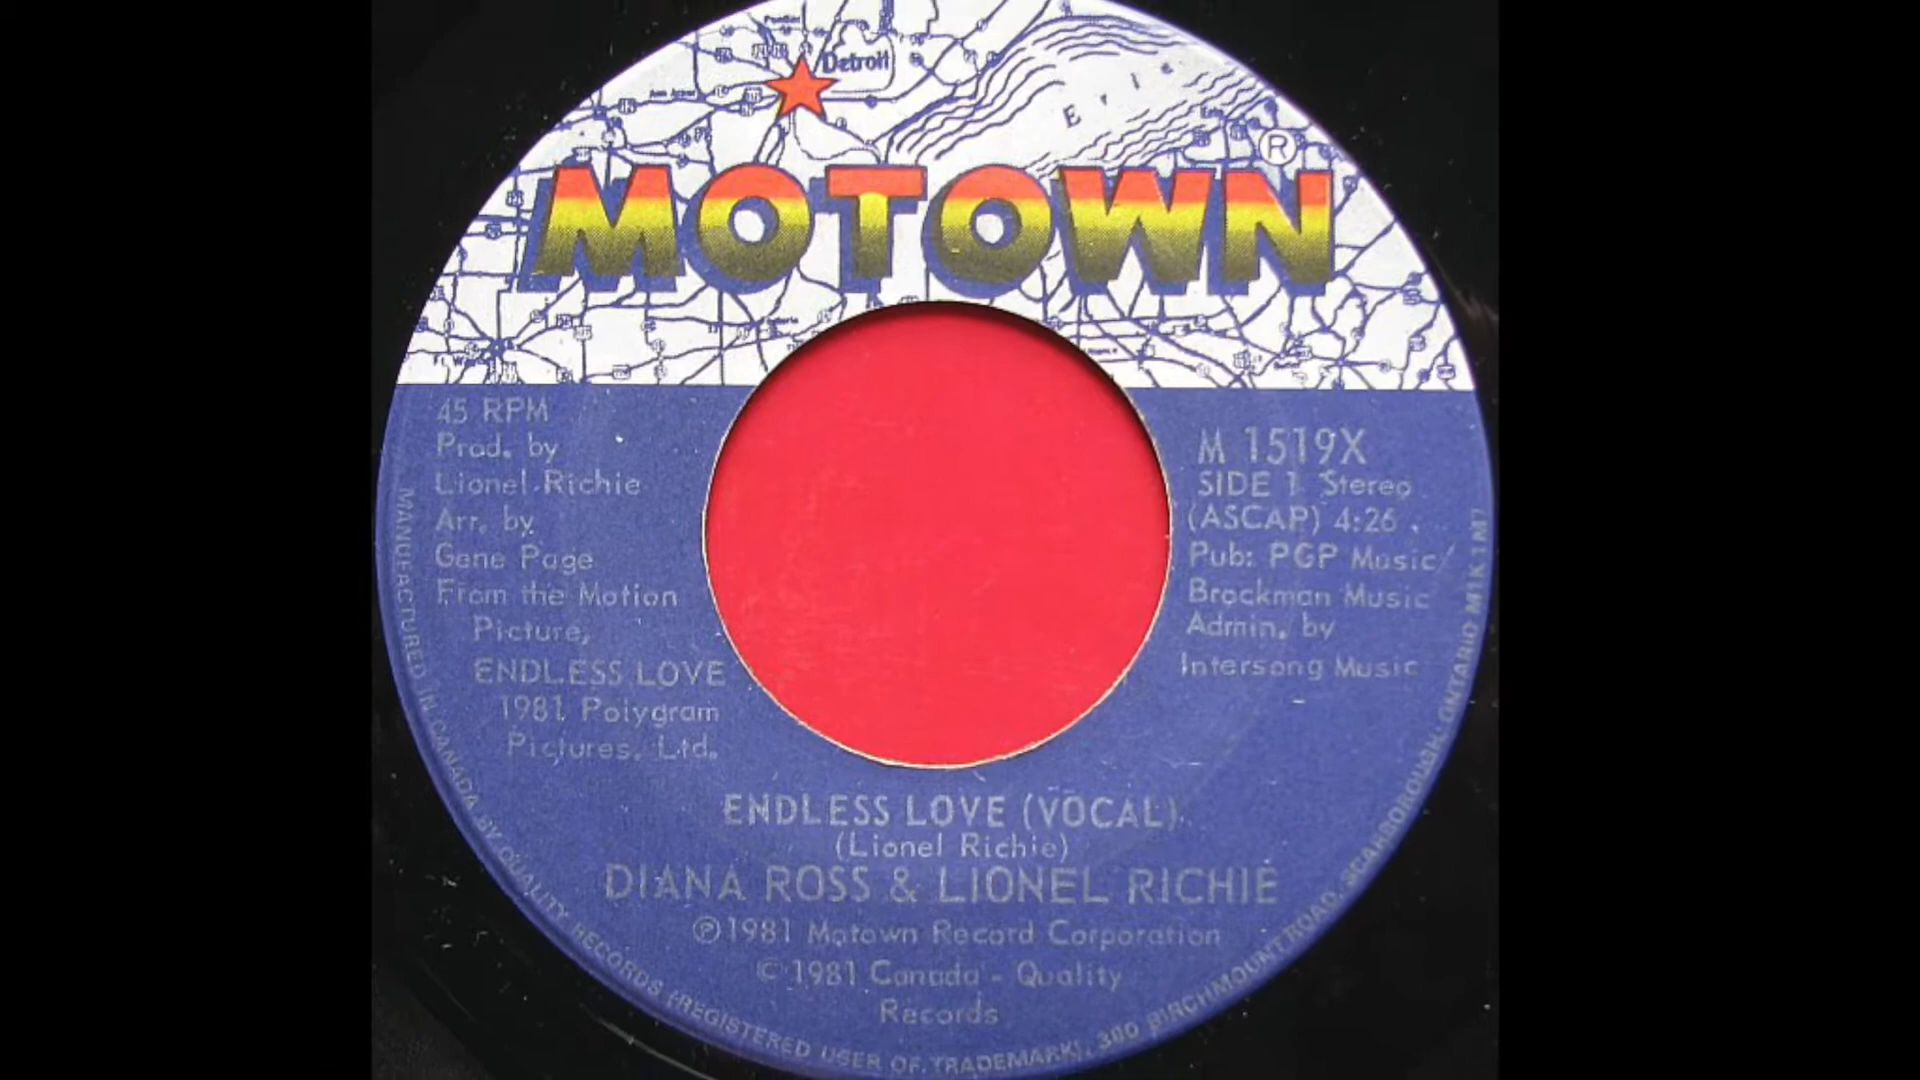 Detroit
Erie
MOTOWN
®
45 RPM
Prod. by
Lionel Richie
Arr. by
Gene Page
From the Motion
Picture,
ENDLESS LOVE
1981 Polygram
Pictures, Ltd.
M 1519X
SIDE 1 Stereo
(ASCAP) 4:26
Pub: PGP Music/
Brockman Music
Admin. by
Intersong Music
ENDLESS LOVE (VOCAL)
(Lionel Richie)
DIANA ROSS & LIONEL RICHIE
℗1981 Motown Record Corporation
© 1981 Canada - Quality
Records
MANUFACTURED IN CANADA BY QUALITY RECORDS (REGISTERED USER OF TRADEMARK), 380 BIRCHMOUNT ROAD, SCARBOROUGH, ONTARIO M1K 1M7